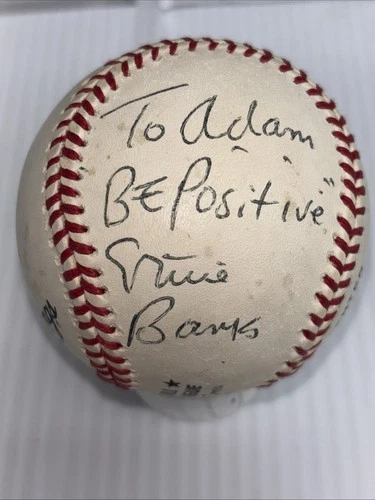 To Adam
"BE Positive"
Ernie
Banks